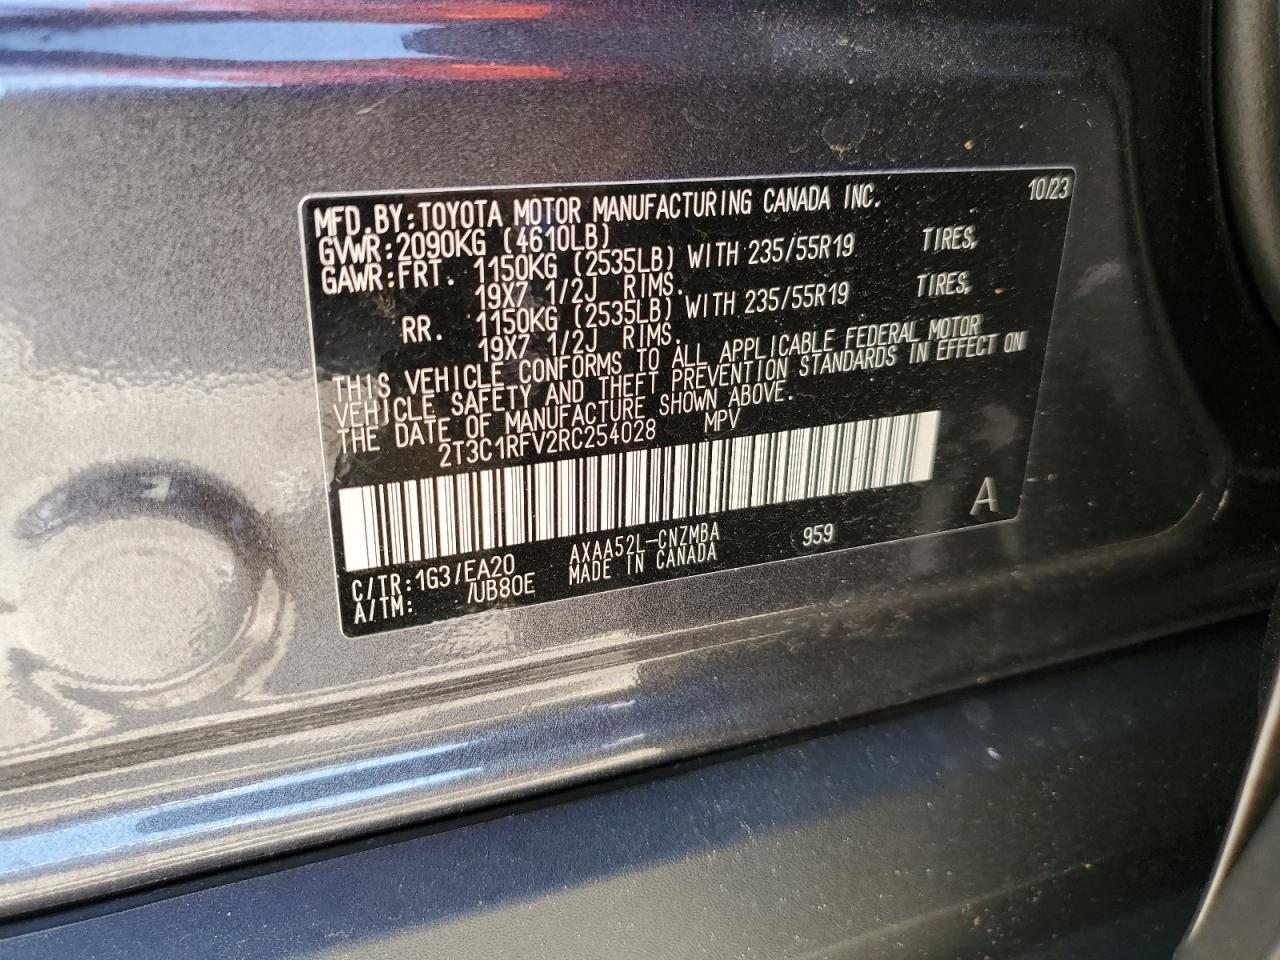 MFD.BY:TOYOTA MOTOR MANUFACTURING CANADA INC. 10/23
GVWR:2090KG (4610LB)
GAWR:FRT. 1150KG (2535LB) WITH 235/55R19 TIRES,
19X7 1/2J RIMS.
RR. 1150KG (2535LB) WITH 235/55R19 TIRES,
19X7 1/2J RIMS.
THIS VEHICLE CONFORMS TO ALL APPLICABLE FEDERAL MOTOR
VEHICLE SAFETY AND THEFT PREVENTION STANDARDS IN EFFECT ON
THE DATE OF MANUFACTURE SHOWN ABOVE.
2T3C1RFV2RC254028 MPV
A
C/TR:1G3/EA20 AXAA52L-CNZMBA 959
A/TM: /UB80E MADE IN CANADA